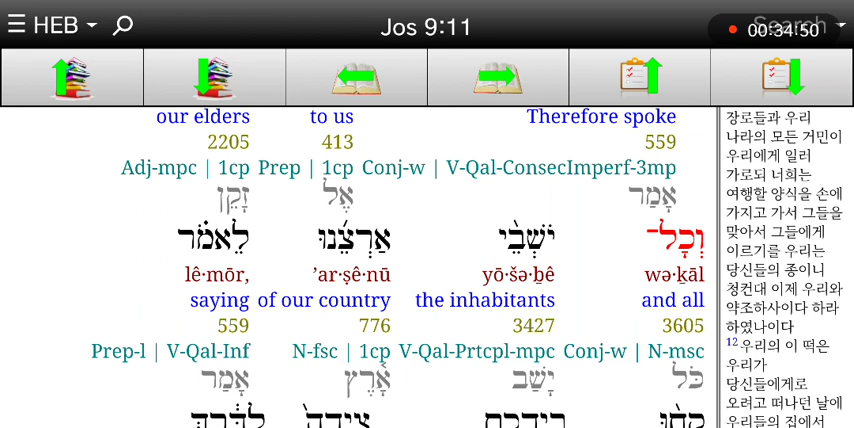 HEB Jos 9:11 00:34:50
our elders to us Therefore spoke
2205 413 559
Adj-mpc | 1cp Prep | 1cp Conj-w | V-Qal-ConsecImperf-3mp
אָמַר אֶל זָקֵן
וְכָל־ יֹשְׁבֵ֨י אַרְצֵ֜נוּ לֵאמֹ֗ר
lê·mōr, ’ar·ṣê·nū yō·šə·ḇê wə·ḵāl
saying of our country the inhabitants and all
559 776 3427 3605
Prep-l | V-Qal-Inf N-fsc | 1cp V-Qal-Prtcpl-mpc Conj-w | N-msc
כֹּל יָשַׁב אֶ֫רֶץ אָמַר
장로들과 우리
나라의 모든 거민이
우리에게 일러
가로되 너희는
여행할 양식을 손에
가지고 가서 그들을
맞아서 그들에게
이르기를 우리는
당신들의 종이니
청컨대 이제 우리와
약조하사이다 하라
하였나이다
12 우리의 이 떡은
우리가
당신들에게로
오려고 떠나던 날에
우리들의 집에서